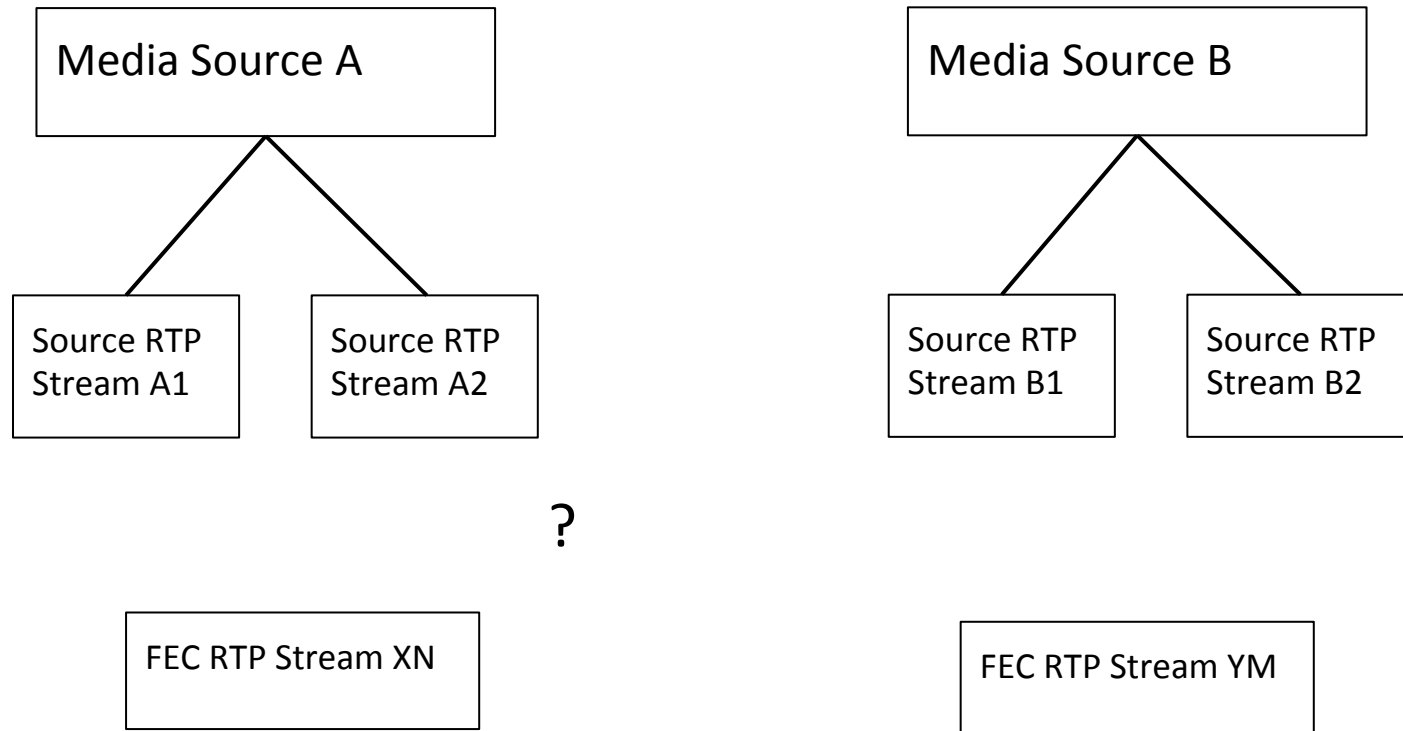 Media Source A
Media Source B
Source RTP
Stream A1
Source RTP
Stream A2
Source RTP
Stream B1
Source RTP
Stream B2
?
FEC RTP Stream XN
FEC RTP Stream YM